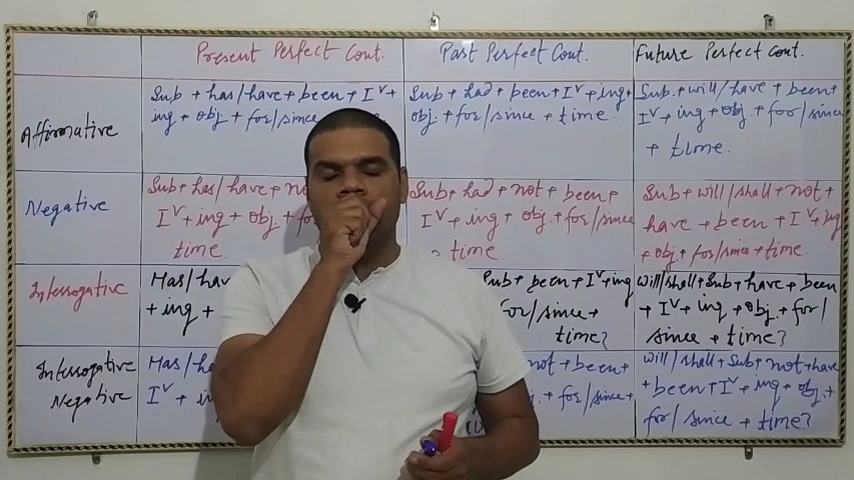 Present Perfect Cont. Past Perfect Cont. Future Perfect cont.
Affirmative
Sub + has/have + been + I^V +
ing + obj + for/since
Sub + had + been + I^V + ing +
obj. + for/since + time.
Sub. + will/have + been +
I^V + ing + obj + for/since
+ time.
Negative
Sub + has/have +
I^V + ing + obj.
time.
Sub + had + not + been +
I^V + ing + obj. + for/since
+ time.
Sub + will/shall + not +
have + been + I^V + ing
+ obj + for/since + time.
Interrogative
Has/hav
+ ing +
Sub + been + I^V + ing
for/since +
time?
Will/shall + Sub + have + been
+ I^V + ing + obj. + for/
since + time?
Interrogative
Negative
Has/ha
I^V +
not + been +
+ for/since +
will/shall + Sub + not + have
+ been + I^V + ing + obj. +
for/since + time?